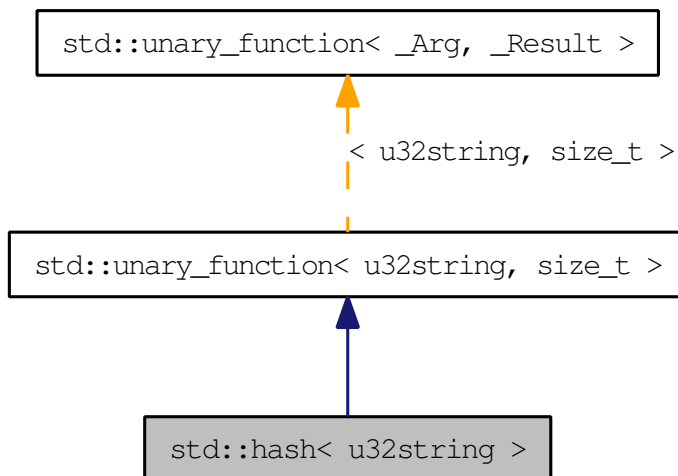 std::unary_function< _Arg, _Result >
< u32string, size_t >
std::unary_function< u32string, size_t >
std::hash< u32string >